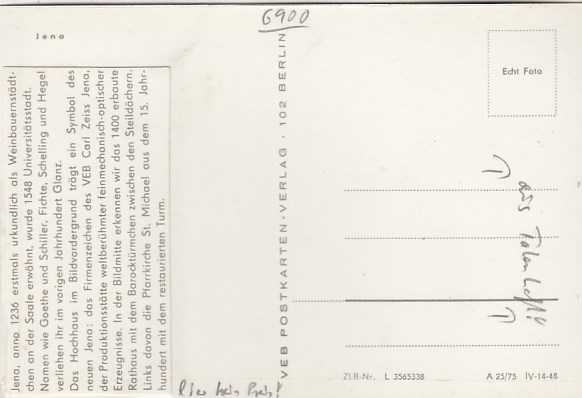 6900
Jena
Jena, anno 1236 erstmals urkundlich als Weinbauernstädt-
chen an der Saale erwähnt, wurde 1548 Universitätsstadt.
Namen wie Goethe und Schiller, Fichte, Schelling und Hegel
verliehen ihr im vorigen Jahrhundert Glanz.
Das Hochhaus im Bildvordergrund trägt ein Symbol des
neuen Jena: das Firmenzeichen des VEB Carl Zeiss Jena,
der Produktionsstätte weltberühmter feinmechanisch-optischer
Erzeugnisse. In der Bildmitte erkennen wir das 1400 erbaute
Rathaus mit dem Barocktürmchen zwischen den Steildächern.
Links davon die Pfarrkirche St. Michael aus dem 15. Jahr-
hundert mit dem restaurierten Turm.
VEB POSTKARTEN-VERLAG · 102 BERLIN
Echt Foto
aus
hier kein Preis!
ZLB-Nr. L 3565338
A 25/75 IV-14-48